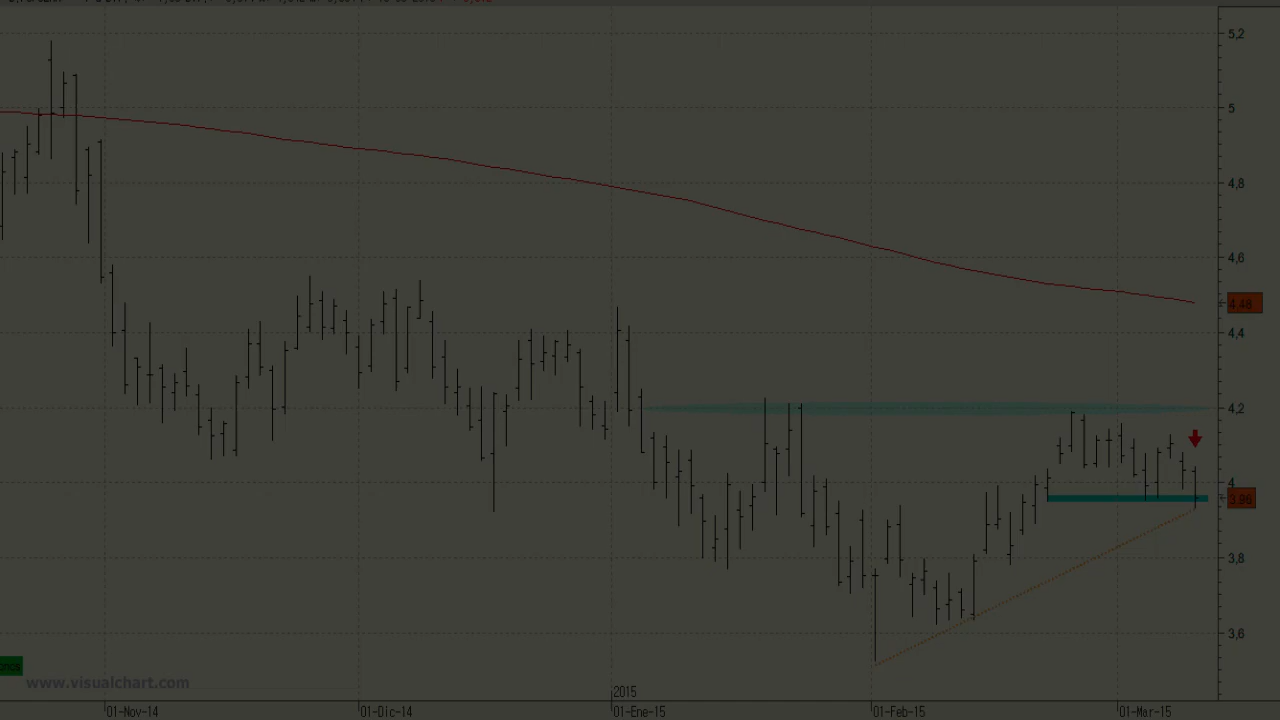 5,2
5
4,8
4,6
4,48
4,4
4,2
4
3,96
3,8
3,6
www.visualchart.com
2015
01-Nov-14
01-Dic-14
01-Ene-15
01-Feb-15
01-Mar-15